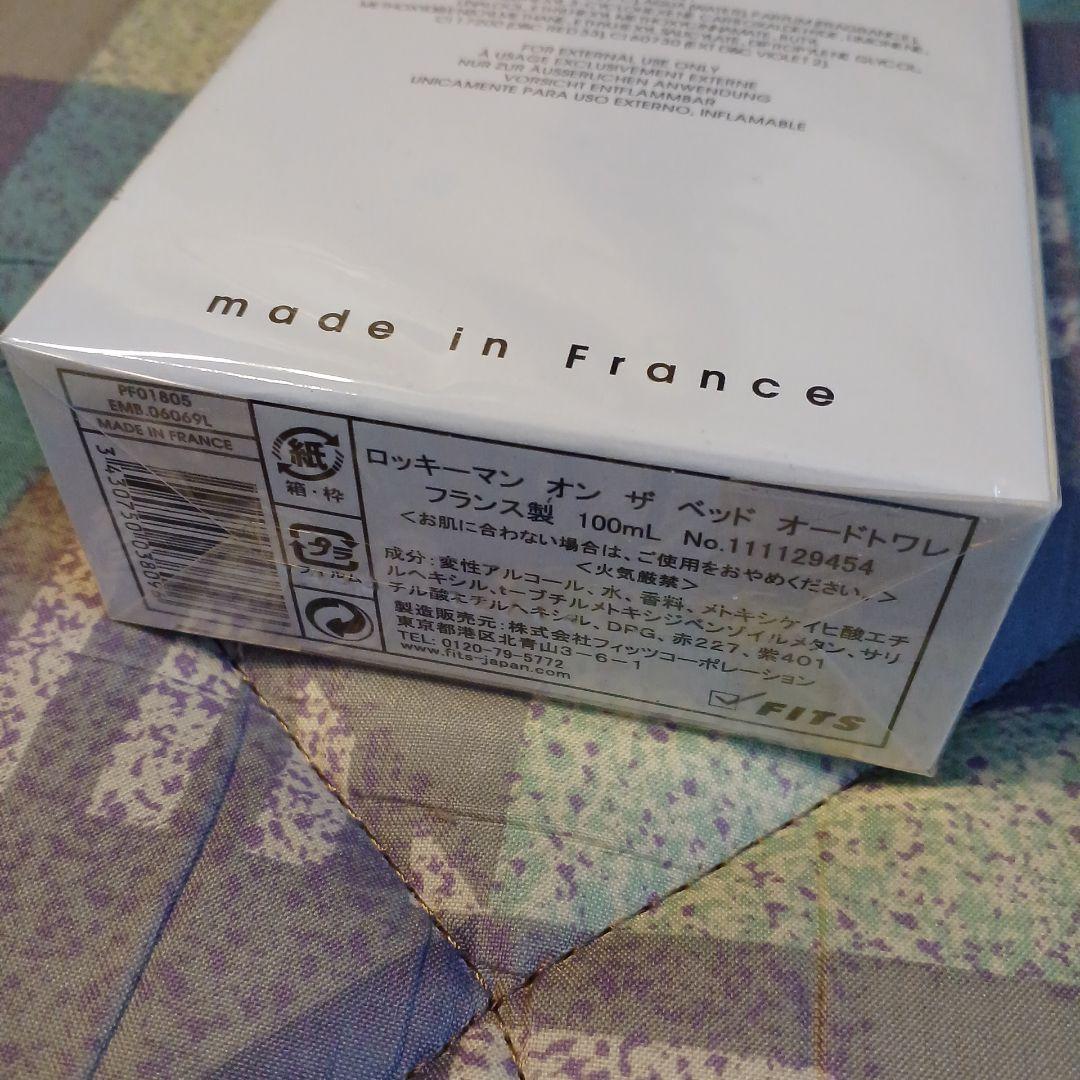 CARBOXALDEHYDE, LIMONENE,
GLYCOL,
FOR EXTERNAL USE ONLY
À USAGE EXCLUSIVEMENT EXTERNE
NUR ZUR ÄUSSERLICHEN ANWENDUNG
VORSICHT ENTFLAMMBAR
UNICAMENTE PARA USO EXTERNO, INFLAMABLE
made in France
PF01805
EMB.06069L
MADE IN FRANCE
紙
箱・枠
プラ
フィルム
ロッキーマン オン ザ ベッド オードトワレ
フランス製 100mL No.11112945４
<お肌に合わない場合は、ご使用をおやめください。>
<火気厳禁>
成分:変性アルコール、水、香料、メトキシケイヒ酸エチ
ルヘキシル、t-ブチルメトキシジベンゾイルメタン、サリ
チル酸エチルヘキシル、DPG、赤227、紫401
製造販売元:株式会社フィッツコーポレーション
東京都港区北青山3-6-1
TEL: 0120-79-5772
www.fits-japan.com
FITS